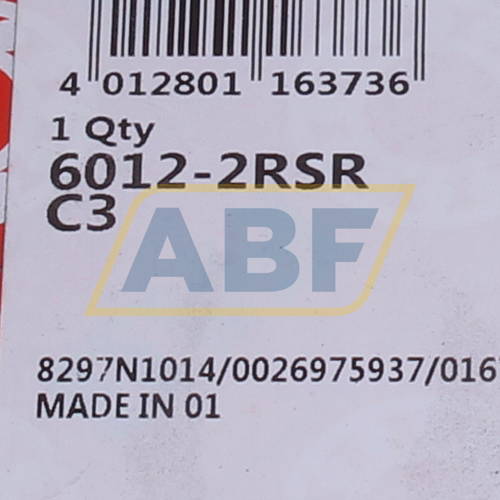 4 012801 163736
1 Qty
6012-2RSR
C3
ABF
8297N1014/0026975937/016
MADE IN 01